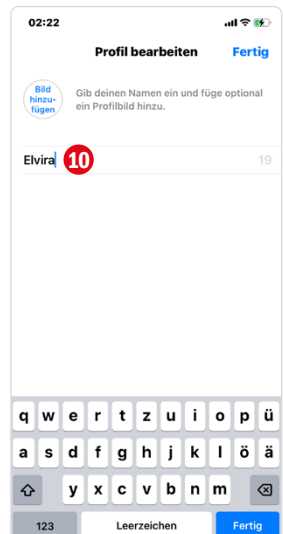 02:22
Profil bearbeiten Fertig
Bild
hinzu-
fügen
Gib deinen Namen ein und füge optional
ein Profilbild hinzu.
Elvira 10 19
q w e r t z u i o p ü
a s d f g h j k l ö ä
y x c v b n m
123 Leerzeichen Fertig